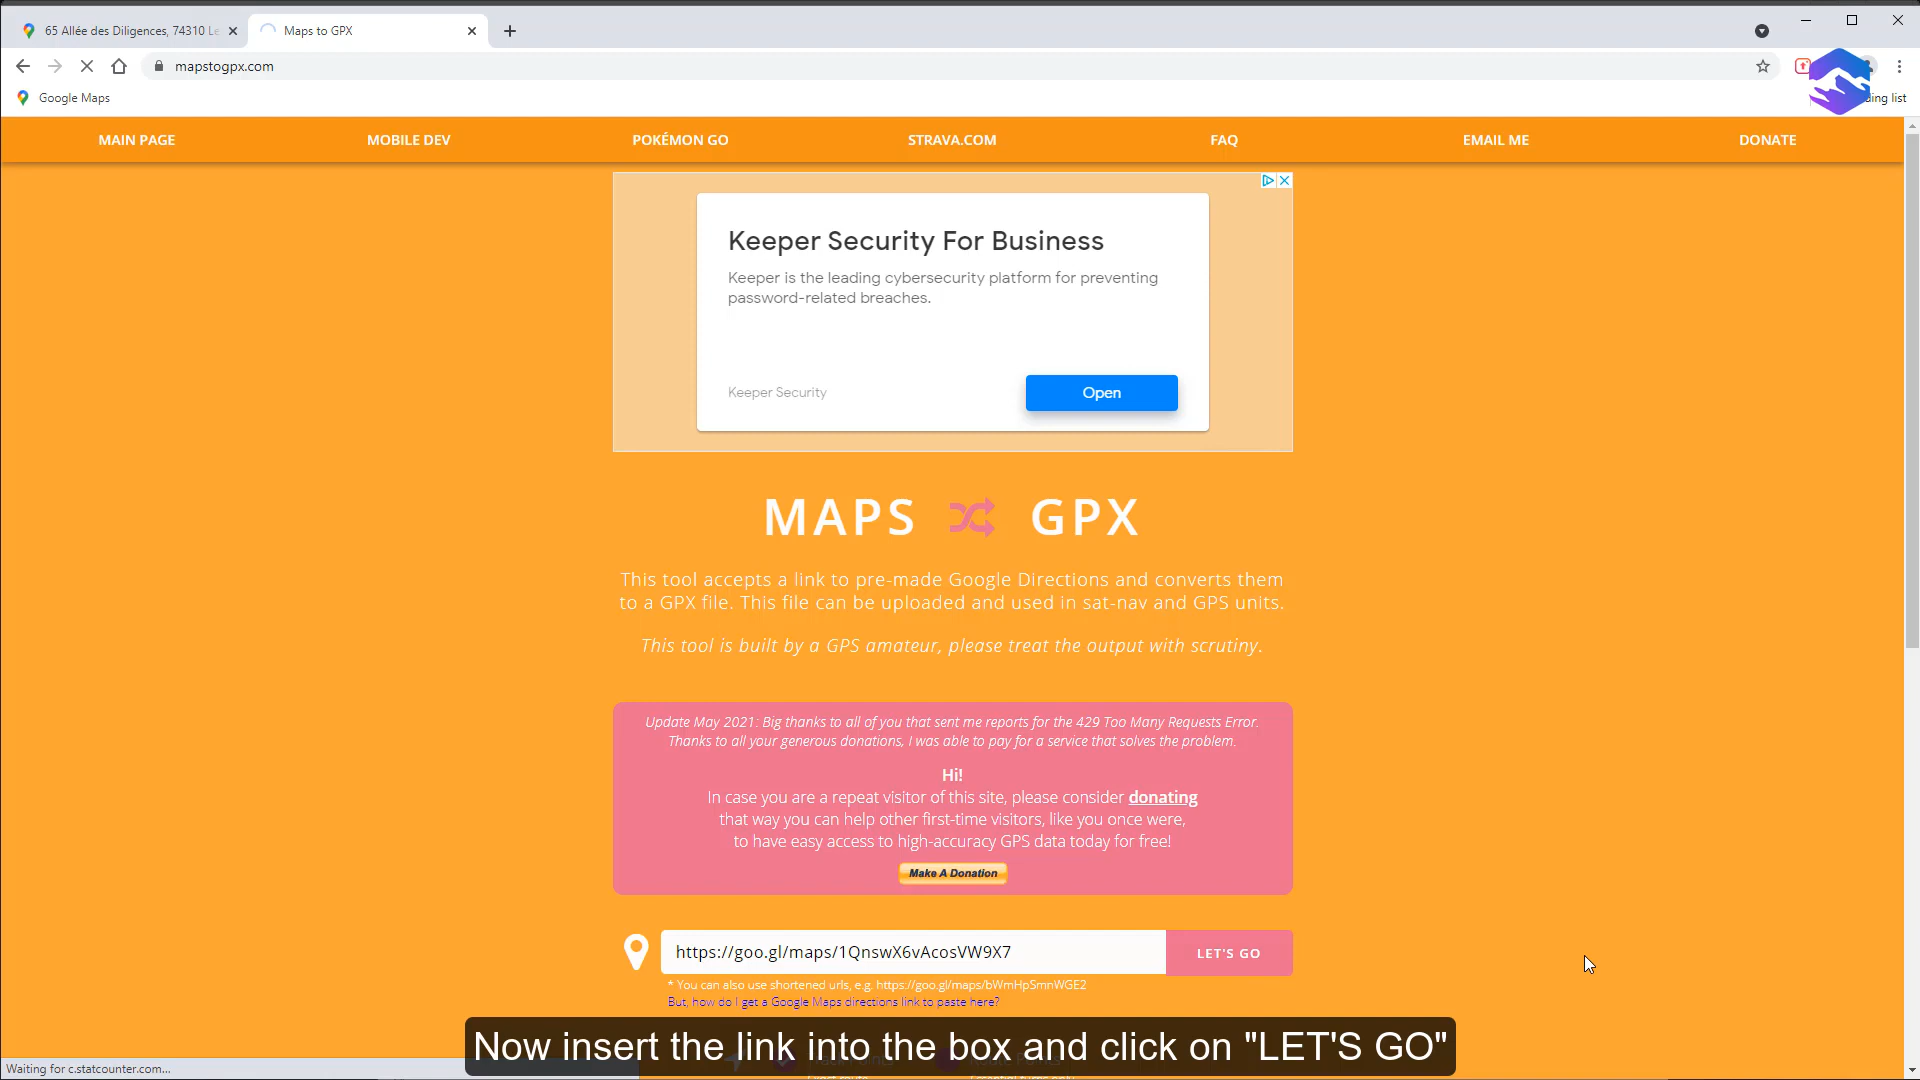 65 Allée des Diligences, 74310 Le
Maps to GPX
mapstogpx.com
Google Maps
ding list
MAIN PAGE
MOBILE DEV
POKÉMON GO
STRAVA.COM
FAQ
EMAIL ME
DONATE
Keeper Security For Business
Keeper is the leading cybersecurity platform for preventing
password-related breaches.
Keeper Security
Open
MAPS GPX
This tool accepts a link to pre-made Google Directions and converts them
to a GPX file. This file can be uploaded and used in sat-nav and GPS units.
This tool is built by a GPS amateur, please treat the output with scrutiny.
Update May 2021: Big thanks to all of you that sent me reports for the 429 Too Many Requests Error.
Thanks to all your generous donations, I was able to pay for a service that solves the problem.
Hi!
In case you are a repeat visitor of this site, please consider donating
that way you can help other first-time visitors, like you once were,
to have easy access to high-accuracy GPS data today for free!
Make A Donation
https://goo.gl/maps/1QnswX6vAcosVW9X7
LET'S GO
* You can also use shortened urls, e.g. https://goo.gl/maps/bWmHpSmnWGE2
But, how do I get a Google Maps directions link to paste here?
Now insert the link into the box and click on "LET'S GO"
Waiting for c.statcounter.com...